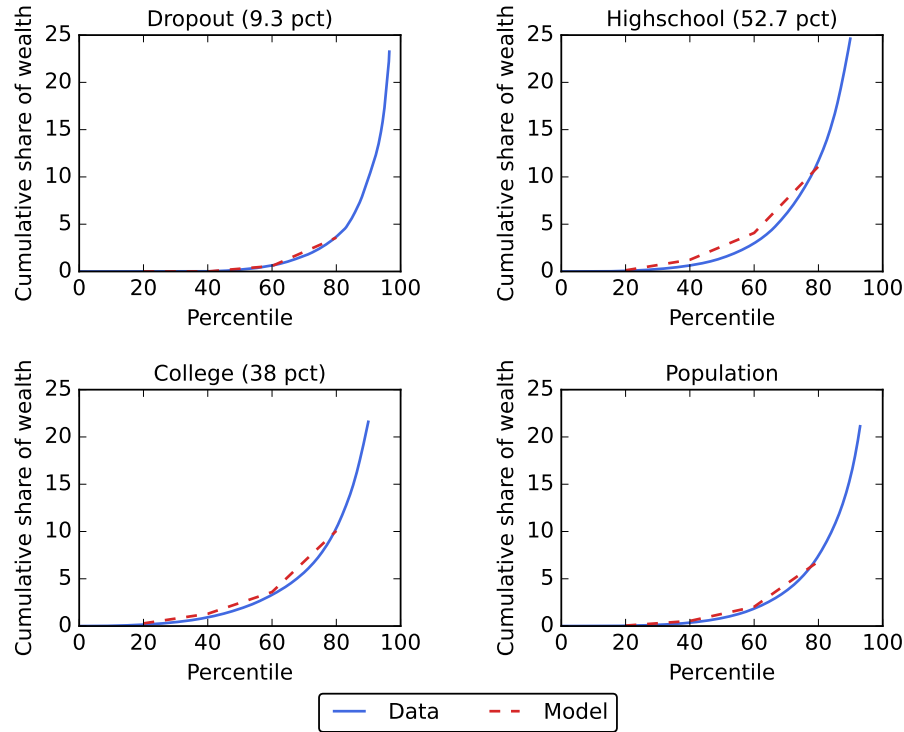 Dropout (9.3 pct)
Cumulative share of wealth
25
20
15
10
5
0
0 20 40 60 80 100
Percentile
Highschool (52.7 pct)
Cumulative share of wealth
25
20
15
10
5
0
0 20 40 60 80 100
Percentile
College (38 pct)
Cumulative share of wealth
25
20
15
10
5
0
0 20 40 60 80 100
Percentile
Population
Cumulative share of wealth
25
20
15
10
5
0
0 20 40 60 80 100
Percentile
Data Model